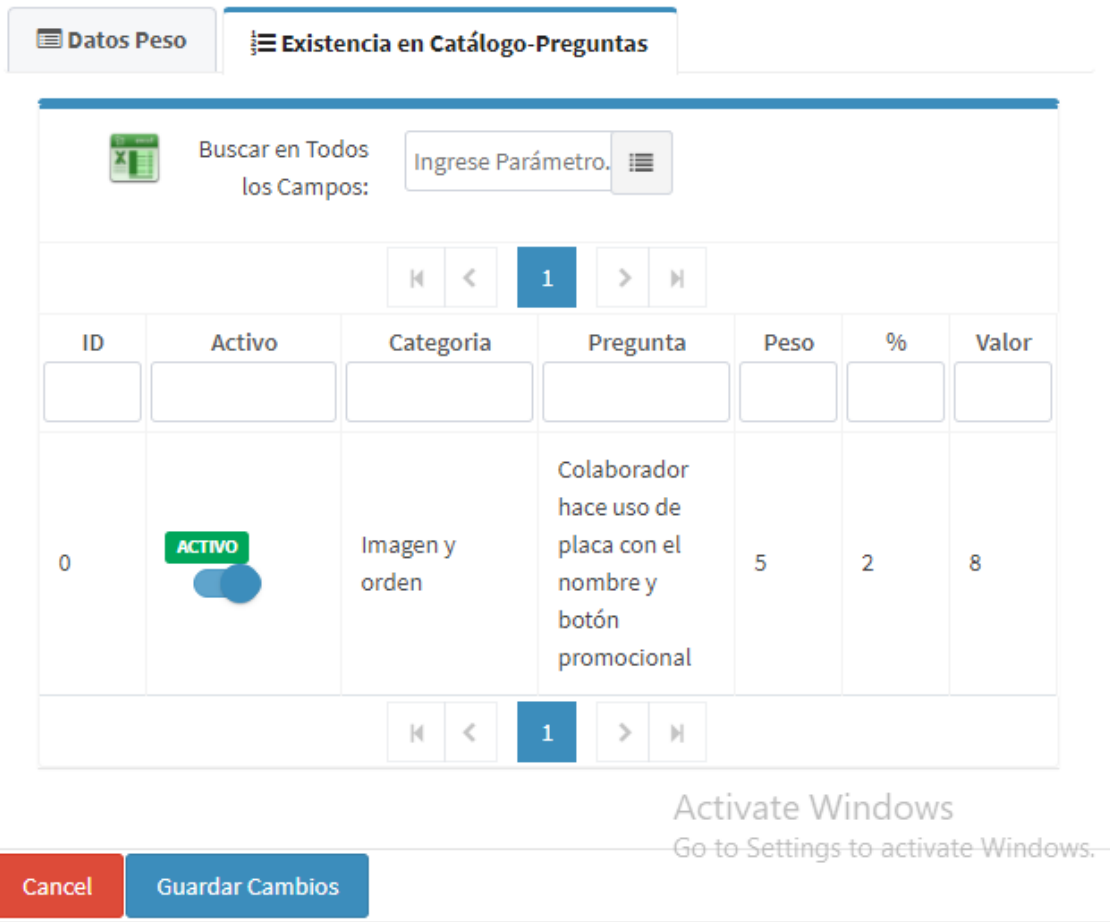 Datos Peso
Existencia en Catálogo-Preguntas
Buscar en Todos
los Campos:
Ingrese Parámetro.
1
ID Activo Categoria Pregunta Peso % Valor
Colaborador
hace uso de
placa con el
nombre y
botón
promocional
0
ACTIVO
Imagen y
orden
5 2 8
1
Activate Windows
Go to Settings to activate Windows.
Cancel
Guardar Cambios